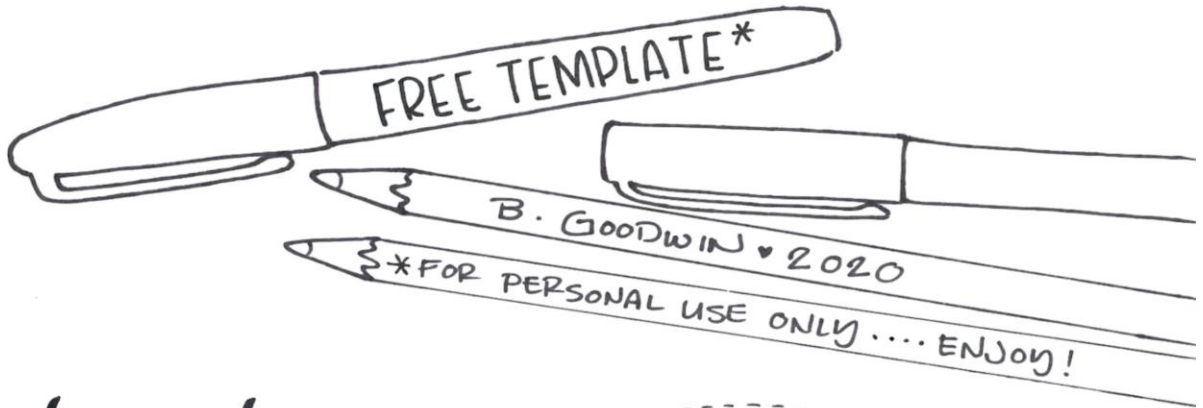 FREE TEMPLATE*
B. GOODWIN ♥ 2020
*FOR PERSONAL USE ONLY.... ENJOY!